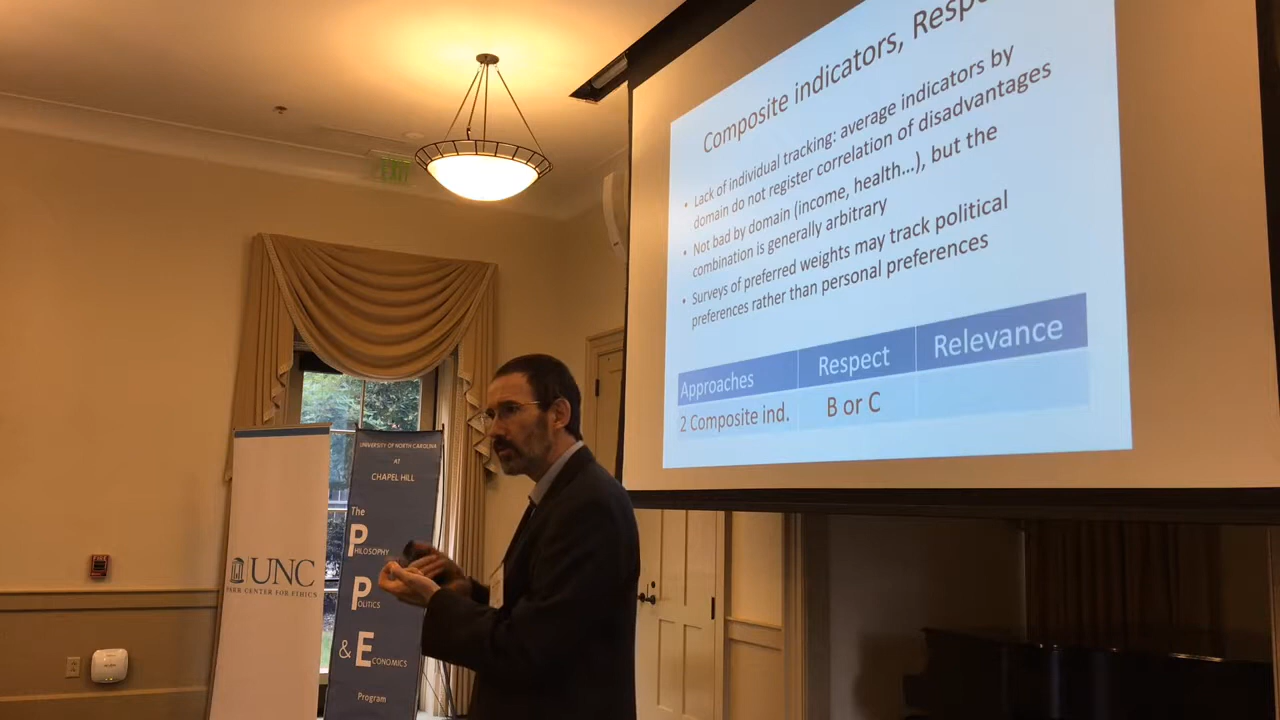 Composite indicators,
• Lack of individual tracking: average indicators by
domain do not register correlation of disadvantages
• Not bad by domain (income, health...), but the
combination is generally arbitrary
• Surveys of preferred weights may track political
preferences rather than personal preferences
Approaches Respect Relevance
2 Composite ind. B or C
EXIT
UNC
PARR CENTER FOR ETHICS
UNIVERSITY OF NORTH CAROLINA
AT
CHAPEL HILL
The
PHILOSOPHY
POLITICS
& ECONOMICS
Program
FIRE